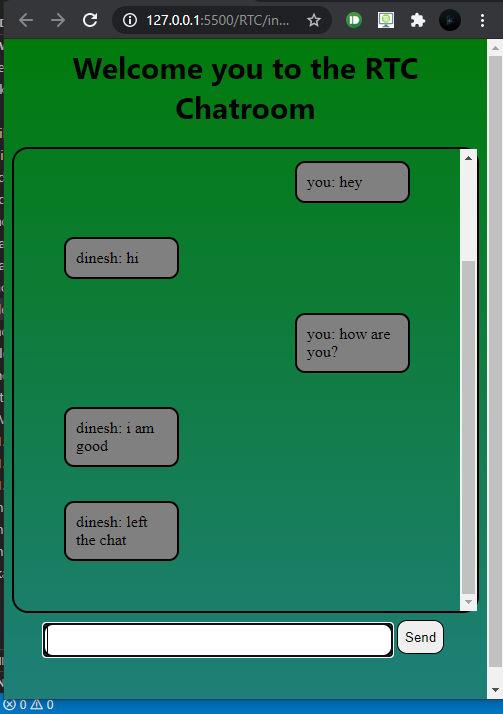 127.0.0.1:5500/RTC/in...
Welcome you to the RTC
Chatroom
you: hey
dinesh: hi
you: how are
you?
dinesh: i am
good
dinesh: left
the chat
Send
0 0